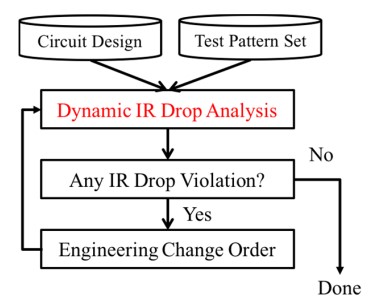 Circuit Design
Test Pattern Set
Dynamic IR Drop Analysis
No
Any IR Drop Violation?
Yes
Engineering Change Order
Done